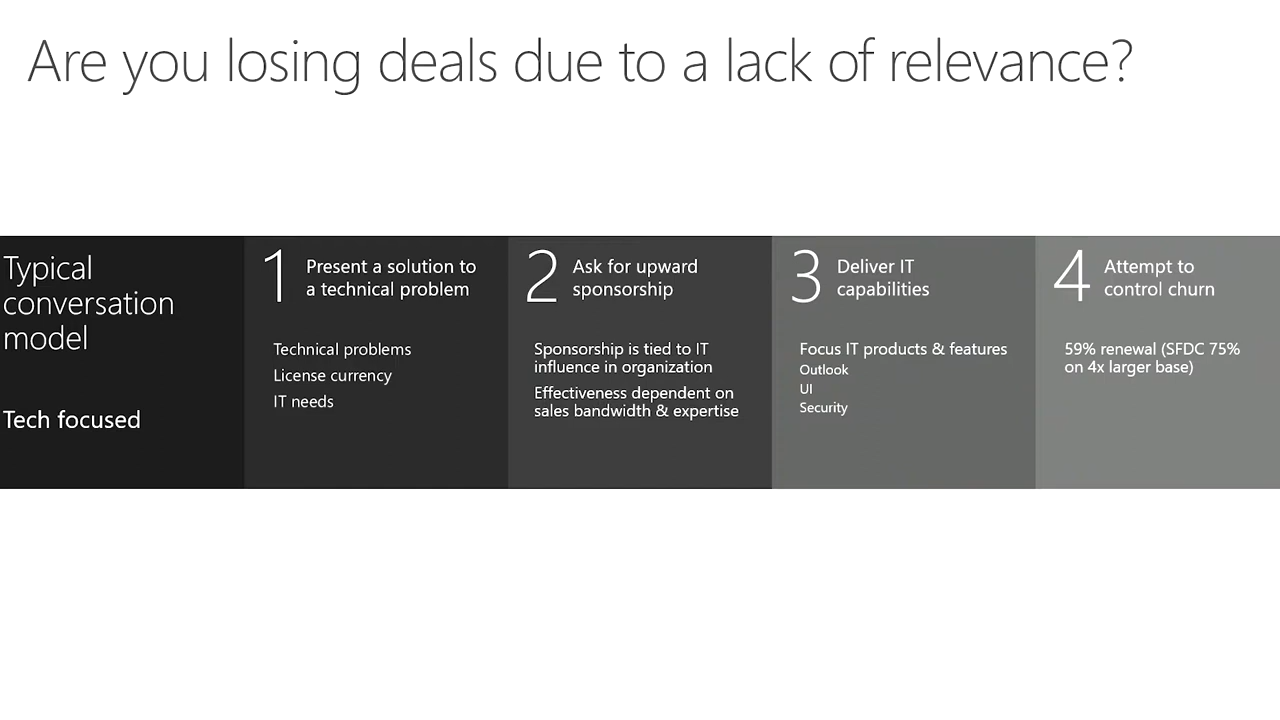 Are you losing deals due to a lack of relevance?
Typical
conversation
model
Tech focused
1
Present a solution to
a technical problem
Technical problems
License currency
IT needs
2
Ask for upward
sponsorship
Sponsorship is tied to IT
influence in organization
Effectiveness dependent on
sales bandwidth & expertise
3
Deliver IT
capabilities
Focus IT products & features
Outlook
UI
Security
4
Attempt to
control churn
59% renewal (SFDC 75%
on 4x larger base)